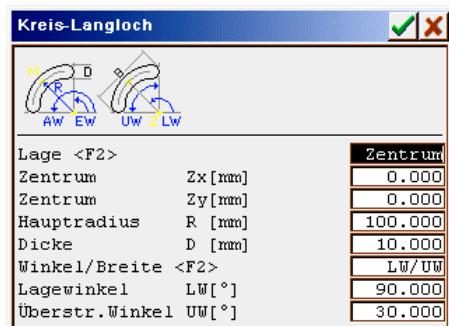 Kreis-Langloch
M R D B
AW EW UW Z LW
Lage <F2> Zentrum
Zentrum Zx[mm] 0.000
Zentrum Zy[mm] 0.000
Hauptradius R [mm] 100.000
Dicke D [mm] 10.000
Winkel/Breite <F2> LW/UW
Lagewinkel LW[°] 90.000
Überstr.Winkel UW[°] 30.000